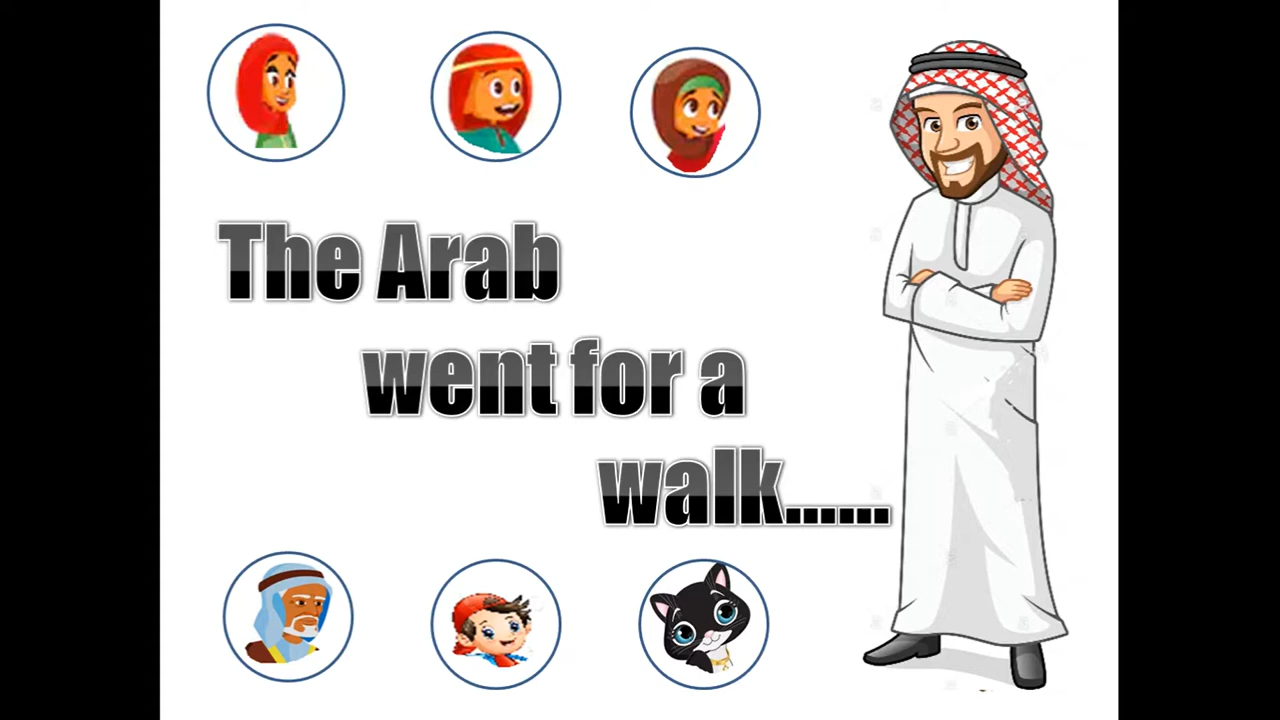 The Arab
went for a
walk......